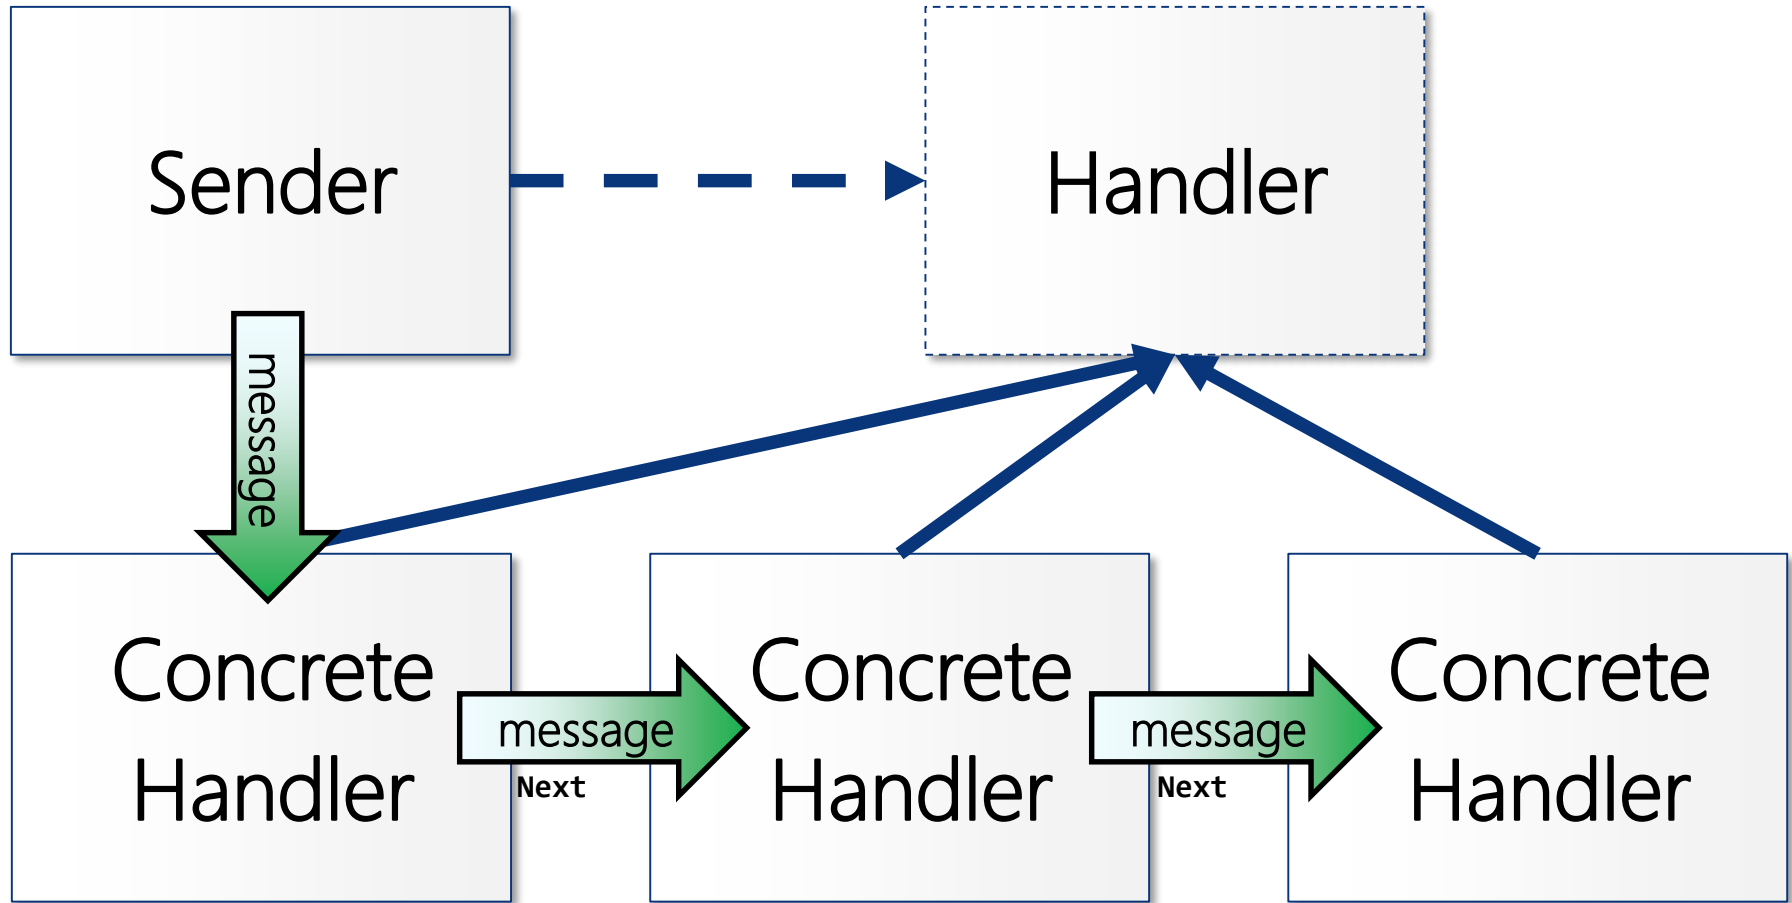 Sender
Handler
message
Concrete
Handler
message
Next
Concrete
Handler
message
Next
Concrete
Handler